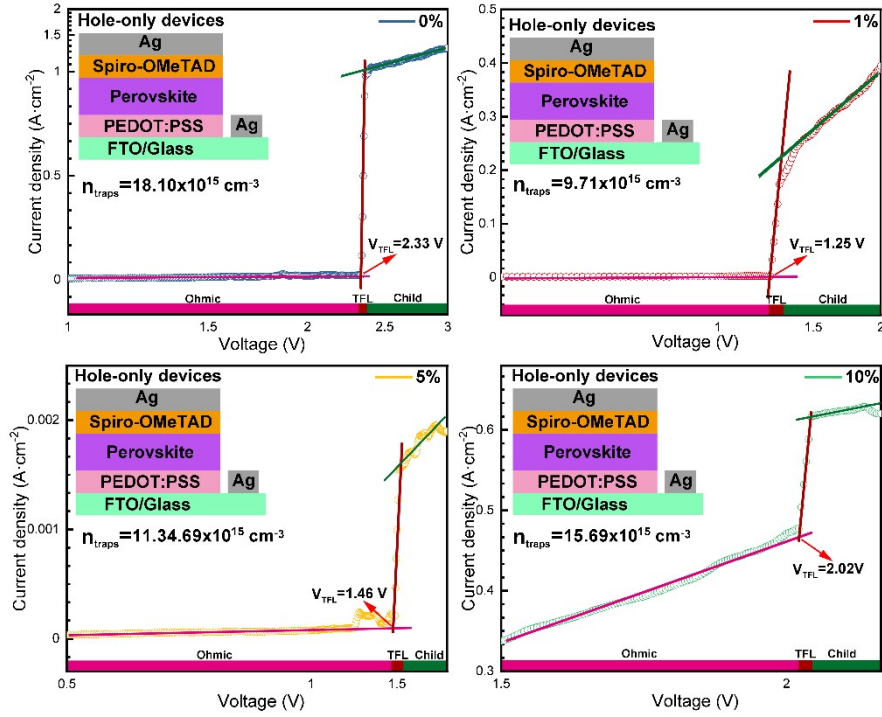 Hole-only devices
0%
Ag
Spiro-OMeTAD
Perovskite
PEDOT:PSS
Ag
FTO/Glass
n_traps=18.10x10^15 cm^-3
V_TFL=2.33 V
Ohmic
TFL
Child
2
1.5
1
0.5
0
Current density (A·cm^-2)
1
1.5
2
2.5
3
Voltage (V)
Hole-only devices
1%
Ag
Spiro-OMeTAD
Perovskite
PEDOT:PSS
Ag
FTO/Glass
n_traps=9.71x10^15 cm^-3
V_TFL=1.25 V
Ohmic
TFL
Child
0.5
0.4
0.3
0.2
0.1
0
Current density (A·cm^-2)
1
1.5
2
Voltage (V)
Hole-only devices
5%
Ag
Spiro-OMeTAD
Perovskite
PEDOT:PSS
Ag
FTO/Glass
n_traps=11.34.69x10^15 cm^-3
V_TFL=1.46 V
Ohmic
TFL
Child
0.002
0.001
0
Current density (A·cm^-2)
0.5
1
1.5
Voltage (V)
Hole-only devices
10%
Ag
Spiro-OMeTAD
Perovskite
PEDOT:PSS
Ag
FTO/Glass
n_traps=15.69x10^15 cm^-3
V_TFL=2.02V
Ohmic
TFL
Child
0.6
0.5
0.4
0.3
Current density (A·cm^-2)
1.5
2
Voltage (V)